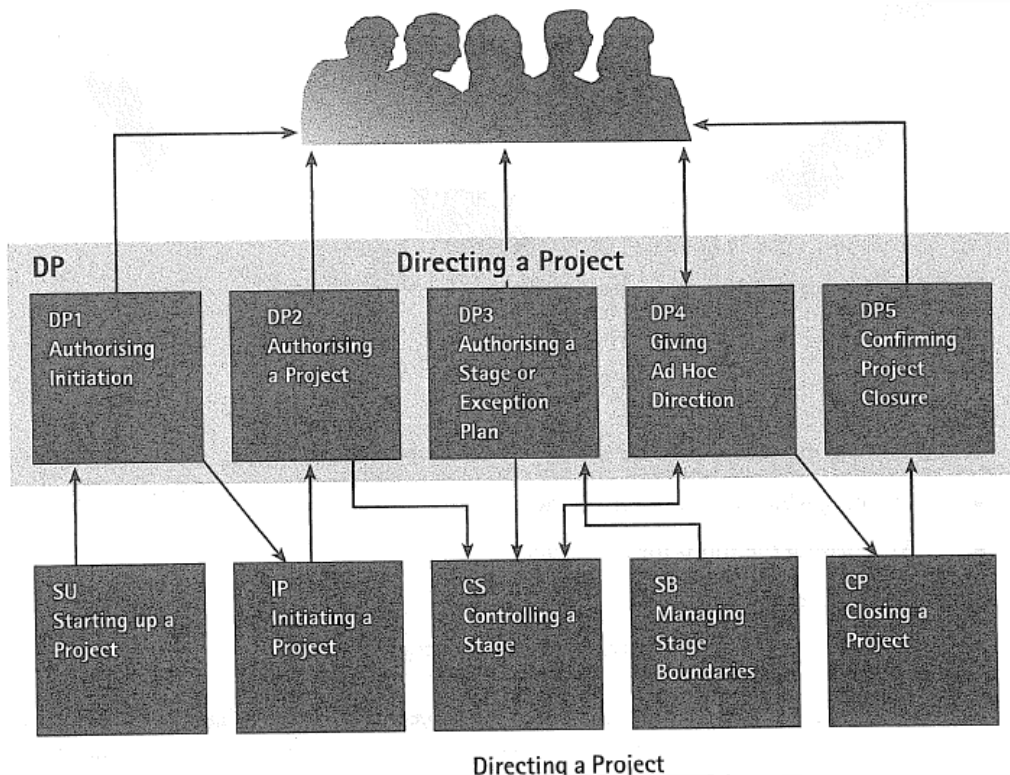 DP
Directing a Project
DP1
Authorising
Initiation
DP2
Authorising
a Project
DP3
Authorising a
Stage or
Exception
Plan
DP4
Giving
Ad Hoc
Direction
DP5
Confirming
Project
Closure
SU
Starting up a
Project
IP
Initiating a
Project
CS
Controlling a
Stage
SB
Managing
Stage
Boundaries
CP
Closing a
Project
Directing a Project